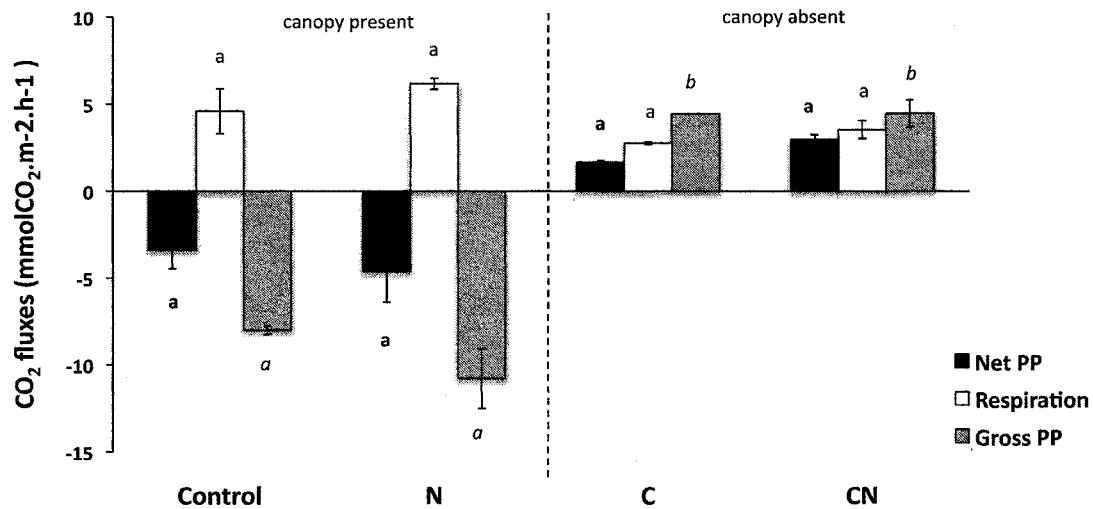 canopy present
canopy absent
CO2 fluxes (mmolCO2.m-2.h-1)
10
5
0
-5
-10
-15
a
a
a
a
a
a
a
a
b
a
a
b
Control
N
C
CN
Net PP
Respiration
Gross PP